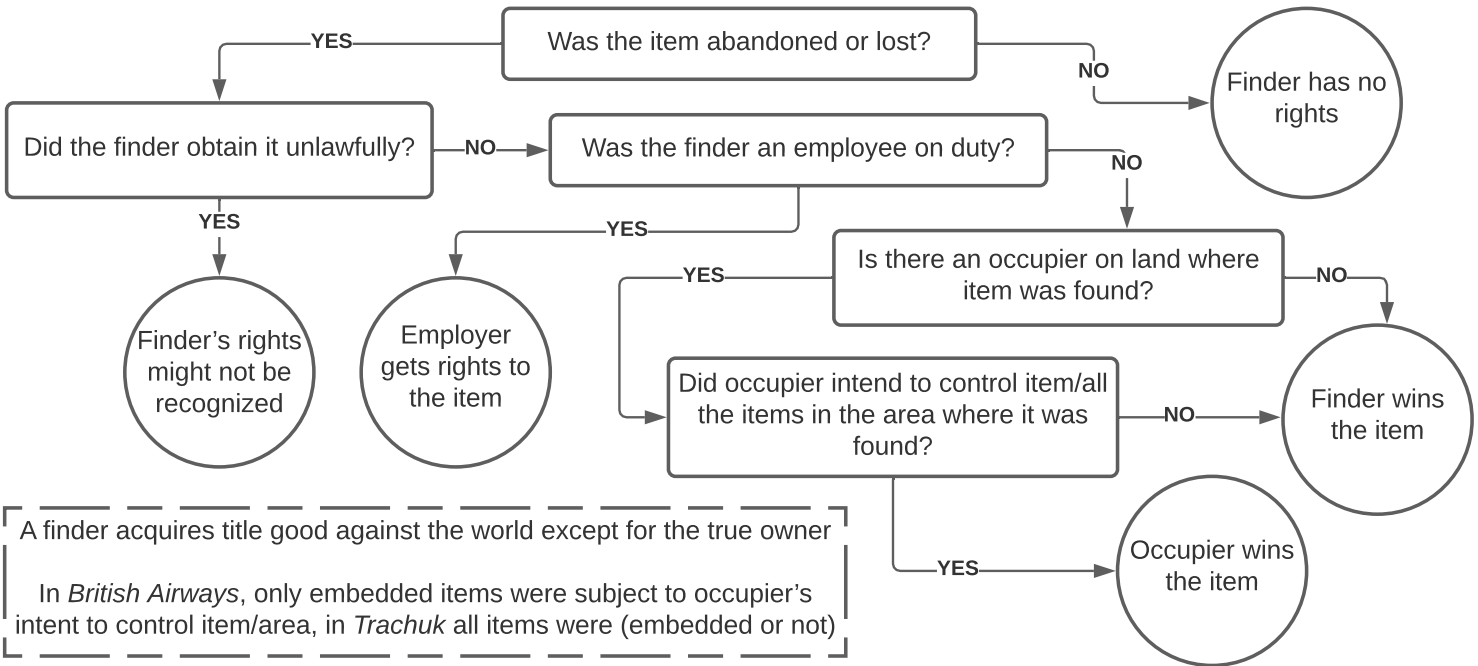 Was the item abandoned or lost?
YES
NO
Finder has no
rights
Did the finder obtain it unlawfully?
NO
Was the finder an employee on duty?
NO
YES
YES
Is there an occupier on land where
item was found?
YES
NO
Finder’s rights
might not be
recognized
Employer
gets rights to
the item
Did occupier intend to control item/all
the items in the area where it was
found?
NO
Finder wins
the item
YES
Occupier wins
the item
A finder acquires title good against the world except for the true owner
In British Airways, only embedded items were subject to occupier’s
intent to control item/area, in Trachuk all items were (embedded or not)